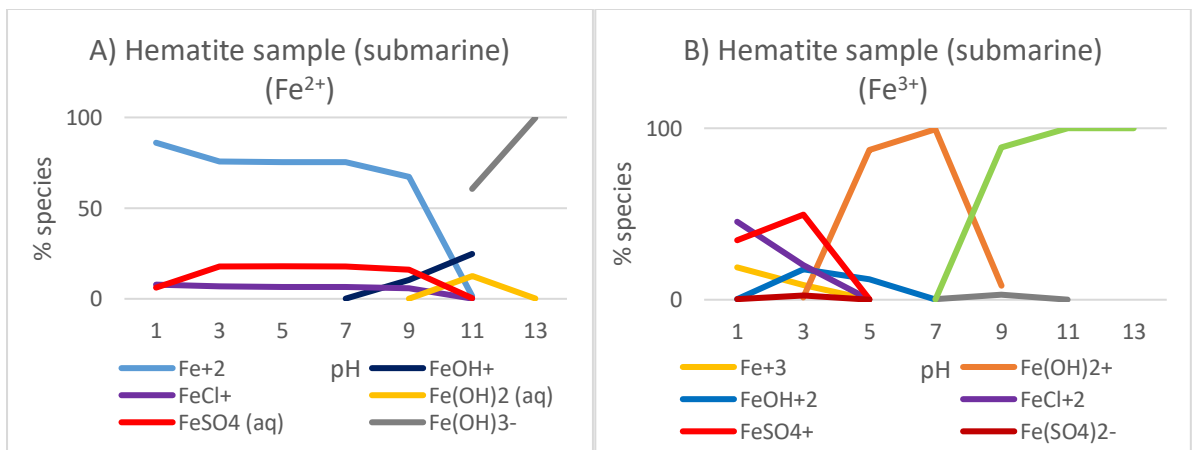 A) Hematite sample (submarine)
(Fe²⁺)
% species
100
50
0
1 3 5 7 9 11 13
pH
Fe+2 FeOH+
FeCl+ Fe(OH)2 (aq)
FeSO4 (aq) Fe(OH)3-
B) Hematite sample (submarine)
(Fe³⁺)
% species
100
0
1 3 5 7 9 11 13
pH
Fe+3 Fe(OH)2+
FeOH+2 FeCl+2
FeSO4+ Fe(SO4)2-